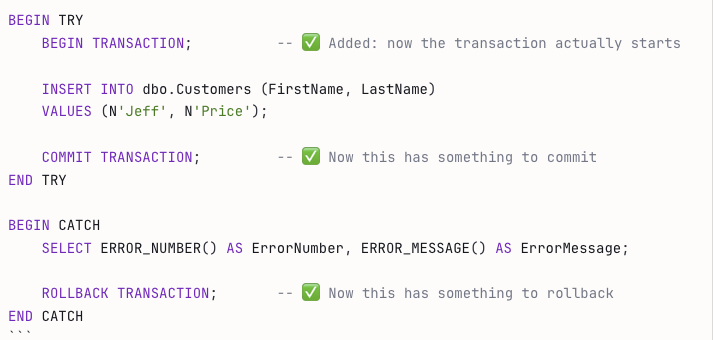 BEGIN TRY
    BEGIN TRANSACTION;          -- ✅ Added: now the transaction actually starts
    INSERT INTO dbo.Customers (FirstName, LastName)
    VALUES (N'Jeff', N'Price');
    COMMIT TRANSACTION;         -- ✅ Now this has something to commit
END TRY
BEGIN CATCH
    SELECT ERROR_NUMBER() AS ErrorNumber, ERROR_MESSAGE() AS ErrorMessage;
    ROLLBACK TRANSACTION;       -- ✅ Now this has something to rollback
END CATCH
```